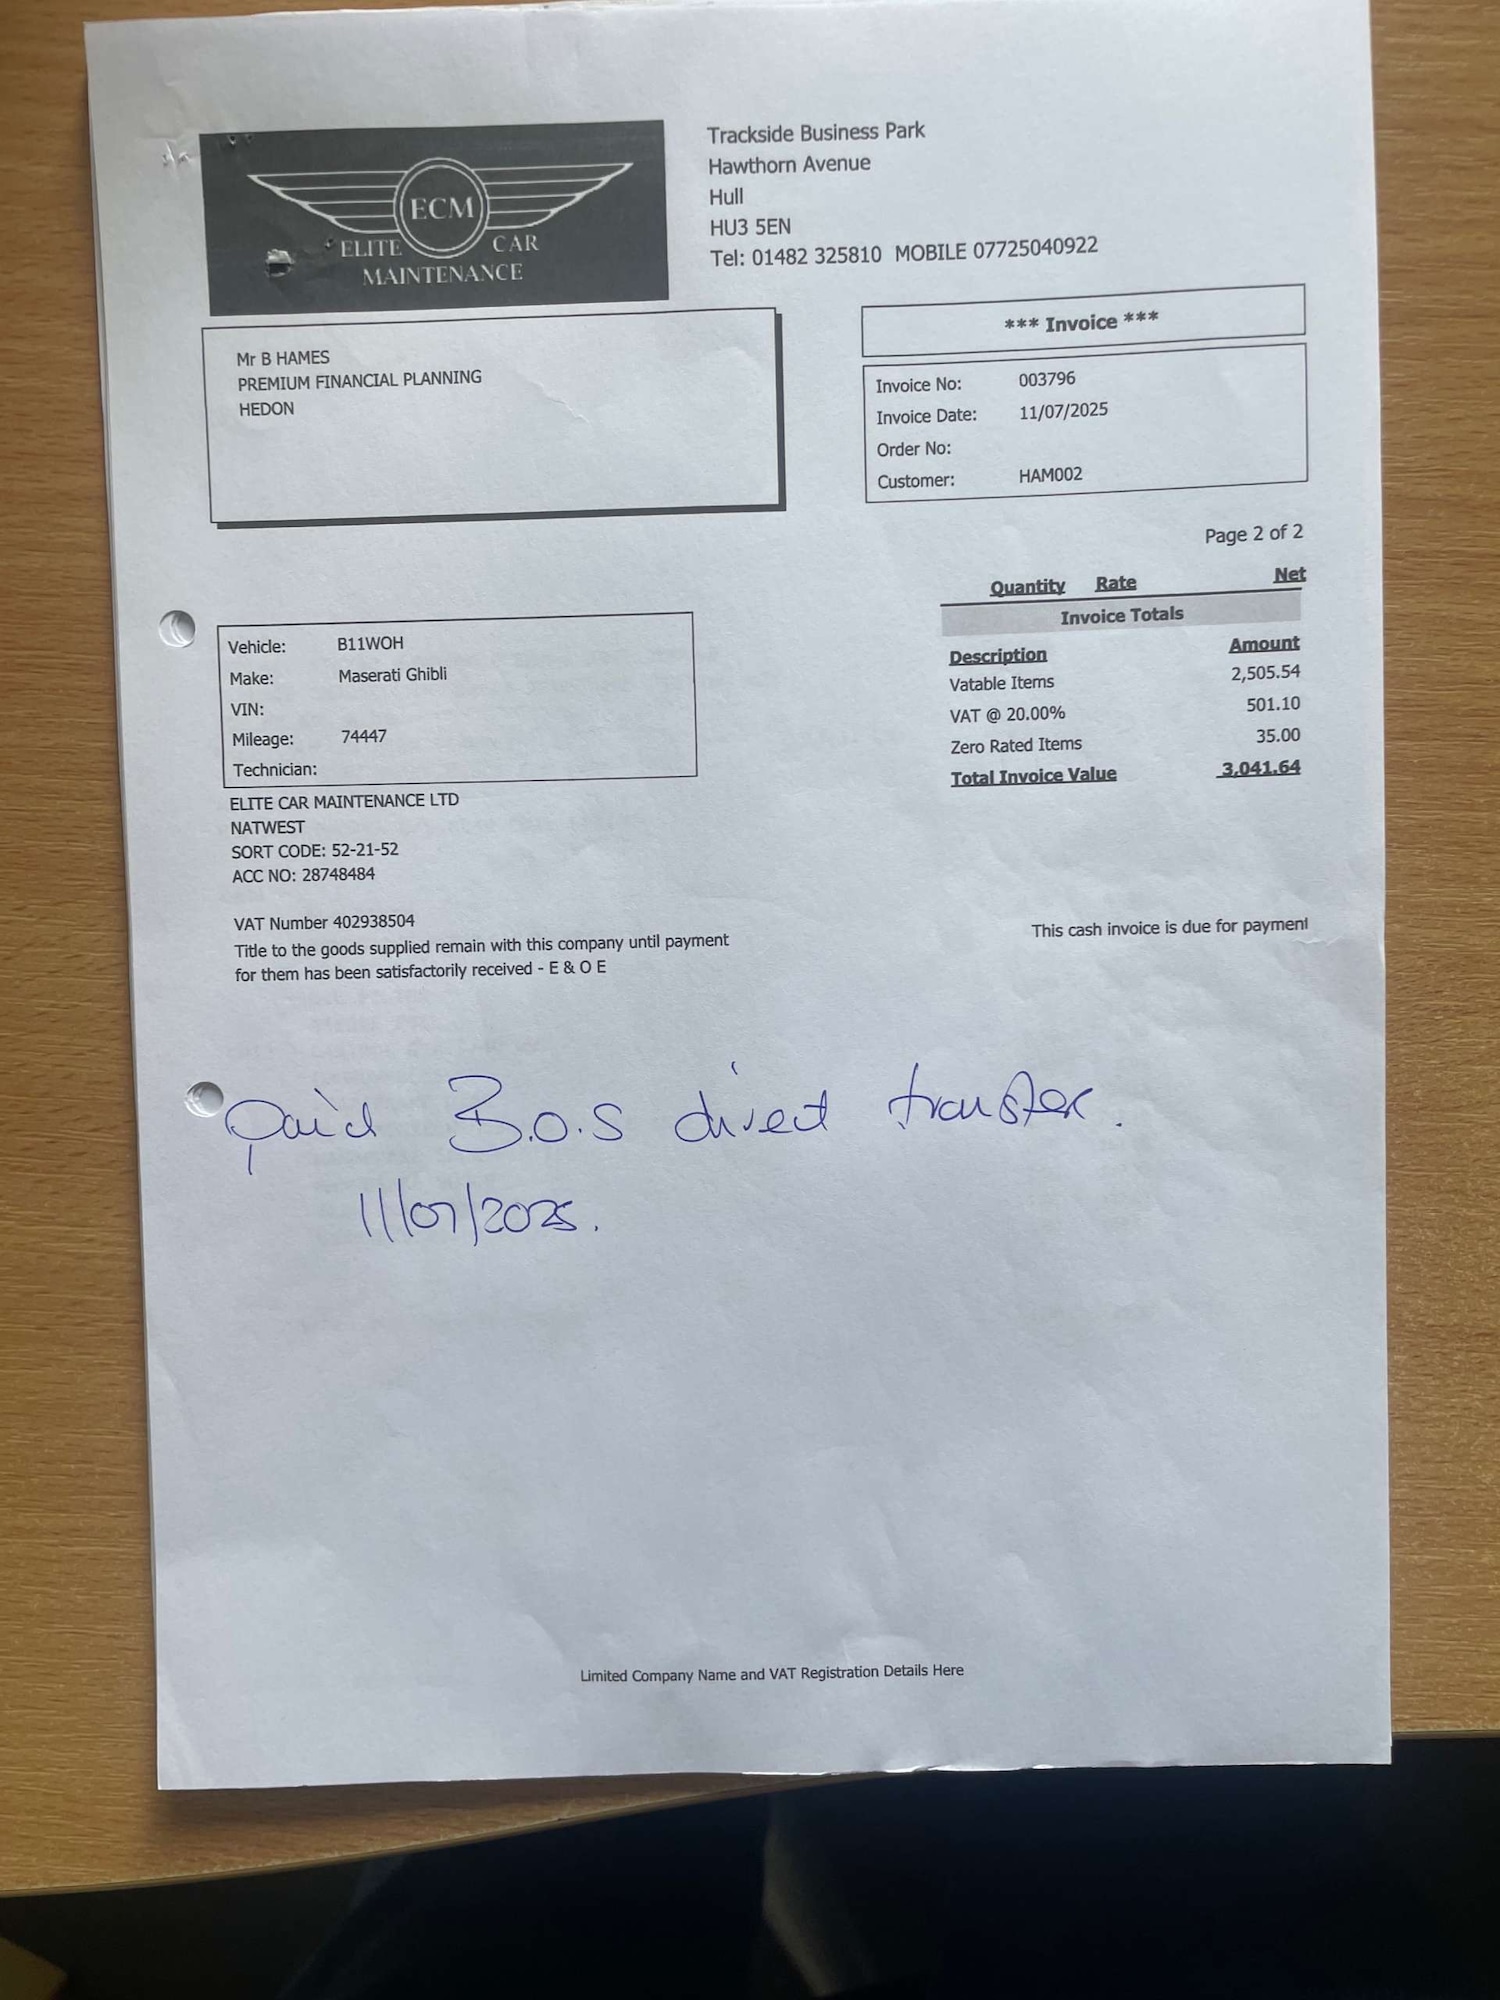 ECM
ELITE CAR
MAINTENANCE
Trackside Business Park
Hawthorn Avenue
Hull
HU3 5EN
Tel: 01482 325810 MOBILE 07725040922
Mr B HAMES
PREMIUM FINANCIAL PLANNING
HEDON
*** Invoice ***
Invoice No: 003796
Invoice Date: 11/07/2025
Order No:
Customer: HAM002
Page 2 of 2
Quantity Rate Net
Invoice Totals
Description Amount
Vatable Items 2,505.54
VAT @ 20.00% 501.10
Zero Rated Items 35.00
Total Invoice Value 3,041.64
Vehicle: B11WOH
Make: Maserati Ghibli
VIN:
Mileage: 74447
Technician:
ELITE CAR MAINTENANCE LTD
NATWEST
SORT CODE: 52-21-52
ACC NO: 28748484
VAT Number 402938504
Title to the goods supplied remain with this company until payment
for them has been satisfactorily received - E & O E
This cash invoice is due for payment
Paid B.O.S direct transfer.
11/07/2025.
Limited Company Name and VAT Registration Details Here